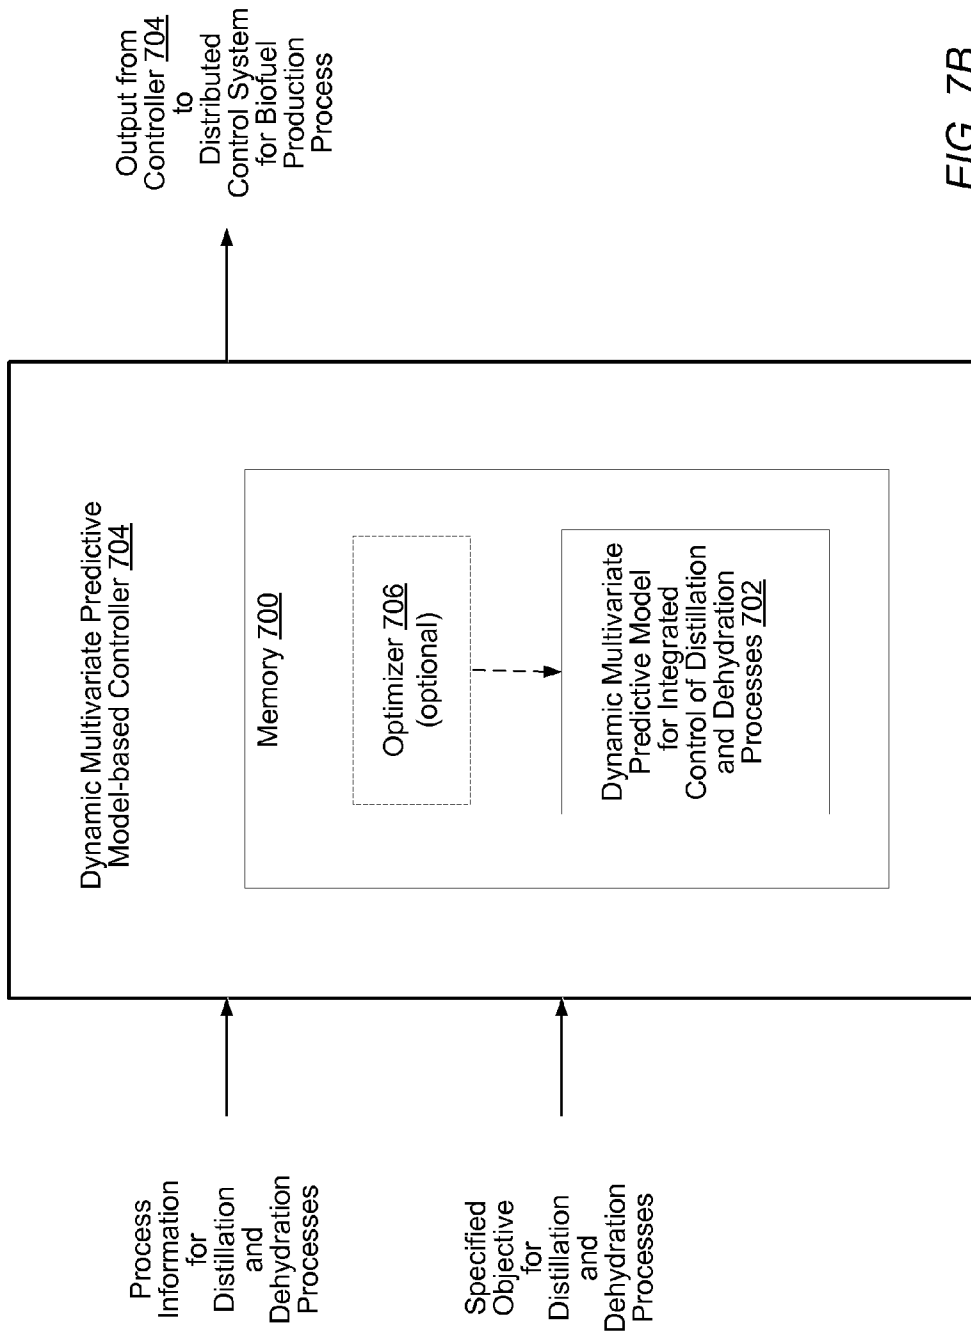 Process
Information
for
Distillation
and
Dehydration
Processes
Specified
Objective
for
Distillation
and
Dehydration
Processes
Dynamic Multivariate Predictive
Model-based Controller 704
Memory 700
Optimizer 706
(optional)
Dynamic Multivariate
Predictive Model
for Integrated
Control of Distillation
and Dehydration
Processes 702
Output from
Controller 704
to
Distributed
Control System
for Biofuel
Production
Process
FIG. 7B